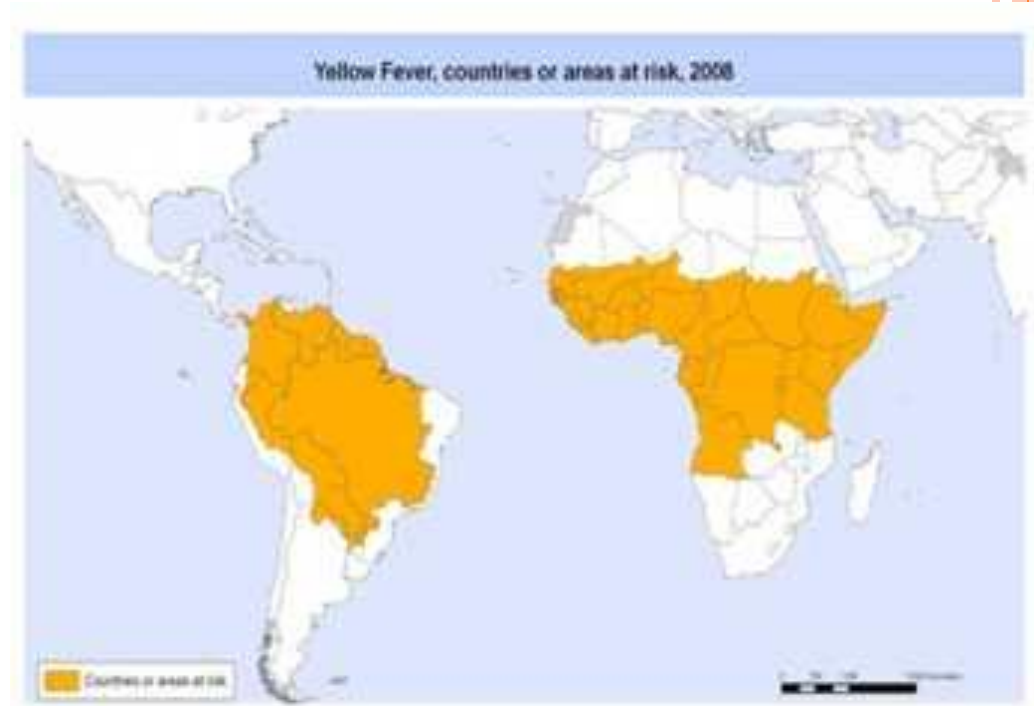 Yellow Fever, countries or areas at risk, 2008
Countries or areas at risk